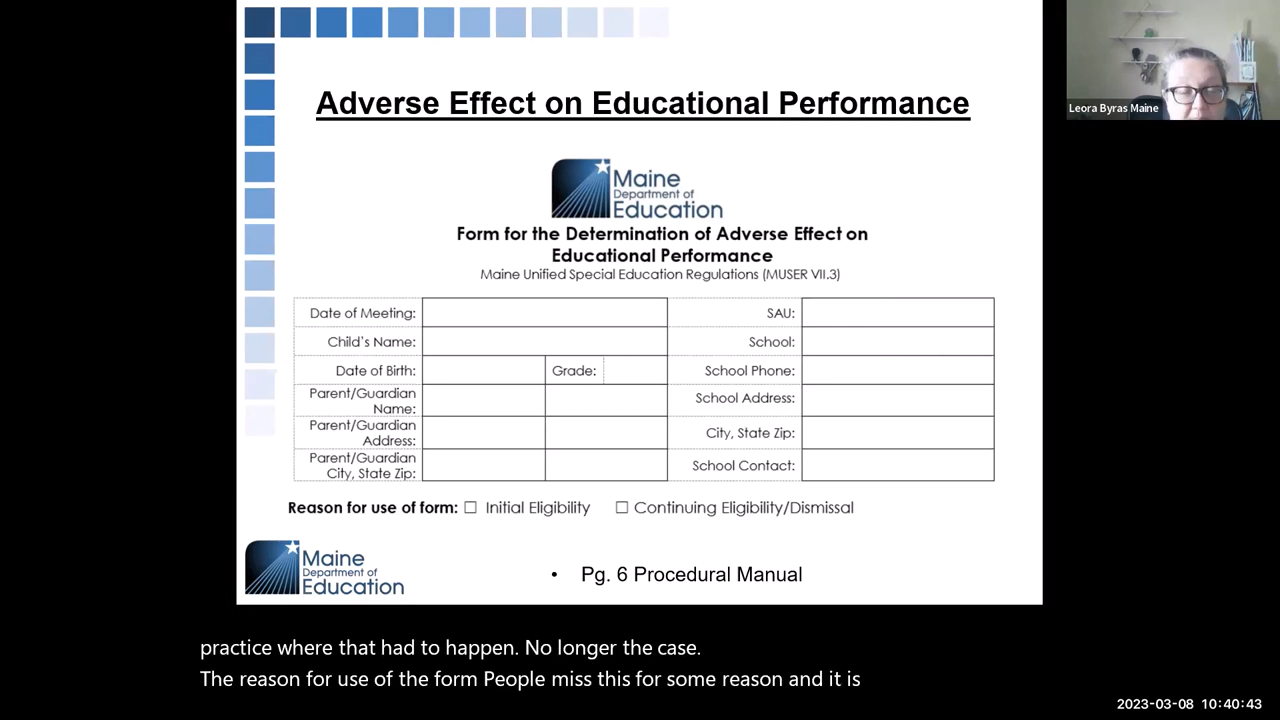 Adverse Effect on Educational Performance
Leora Byras Maine
Maine
Department of
Education
Form for the Determination of Adverse Effect on
Educational Performance
Maine Unified Special Education Regulations (MUSER VII.3)
Date of Meeting: SAU:
Child's Name: School:
Date of Birth: Grade: School Phone:
Parent/Guardian
Name: School Address:
Parent/Guardian
Address: City, State Zip:
Parent/Guardian
City, State Zip: School Contact:
Reason for use of form: ☐ Initial Eligibility ☐ Continuing Eligibility/Dismissal
Maine
Department of
Education
• Pg. 6 Procedural Manual
practice where that had to happen. No longer the case.
The reason for use of the form People miss this for some reason and it is
2023-03-08 10:40:43